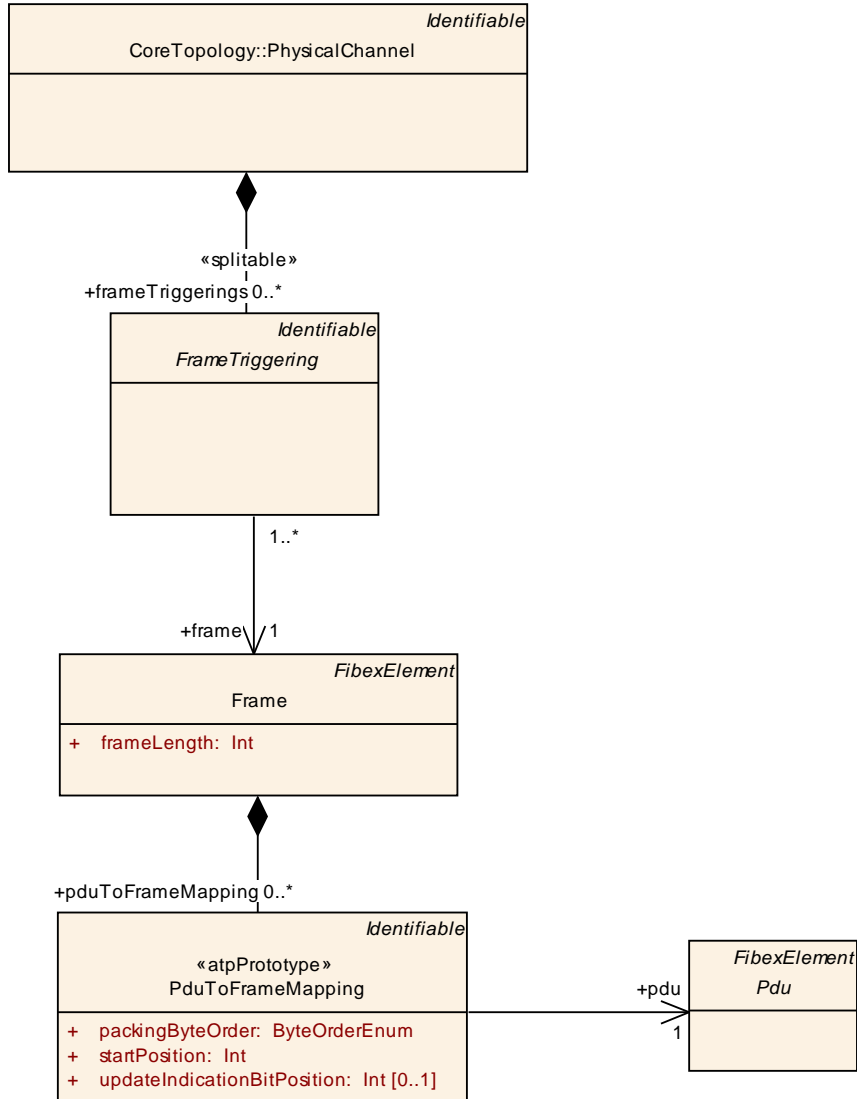 Identifiable
CoreTopology::PhysicalChannel
«splitable»
+frameTriggerings 0..*
Identifiable
FrameTriggering
1..*
+frame 1
FibexElement
Frame
+ frameLength: Int
+pduToFrameMapping 0..*
Identifiable
«atpPrototype»
PduToFrameMapping
+ packingByteOrder: ByteOrderEnum
+ startPosition: Int
+ updateIndicationBitPosition: Int [0..1]
+pdu
1
FibexElement
Pdu